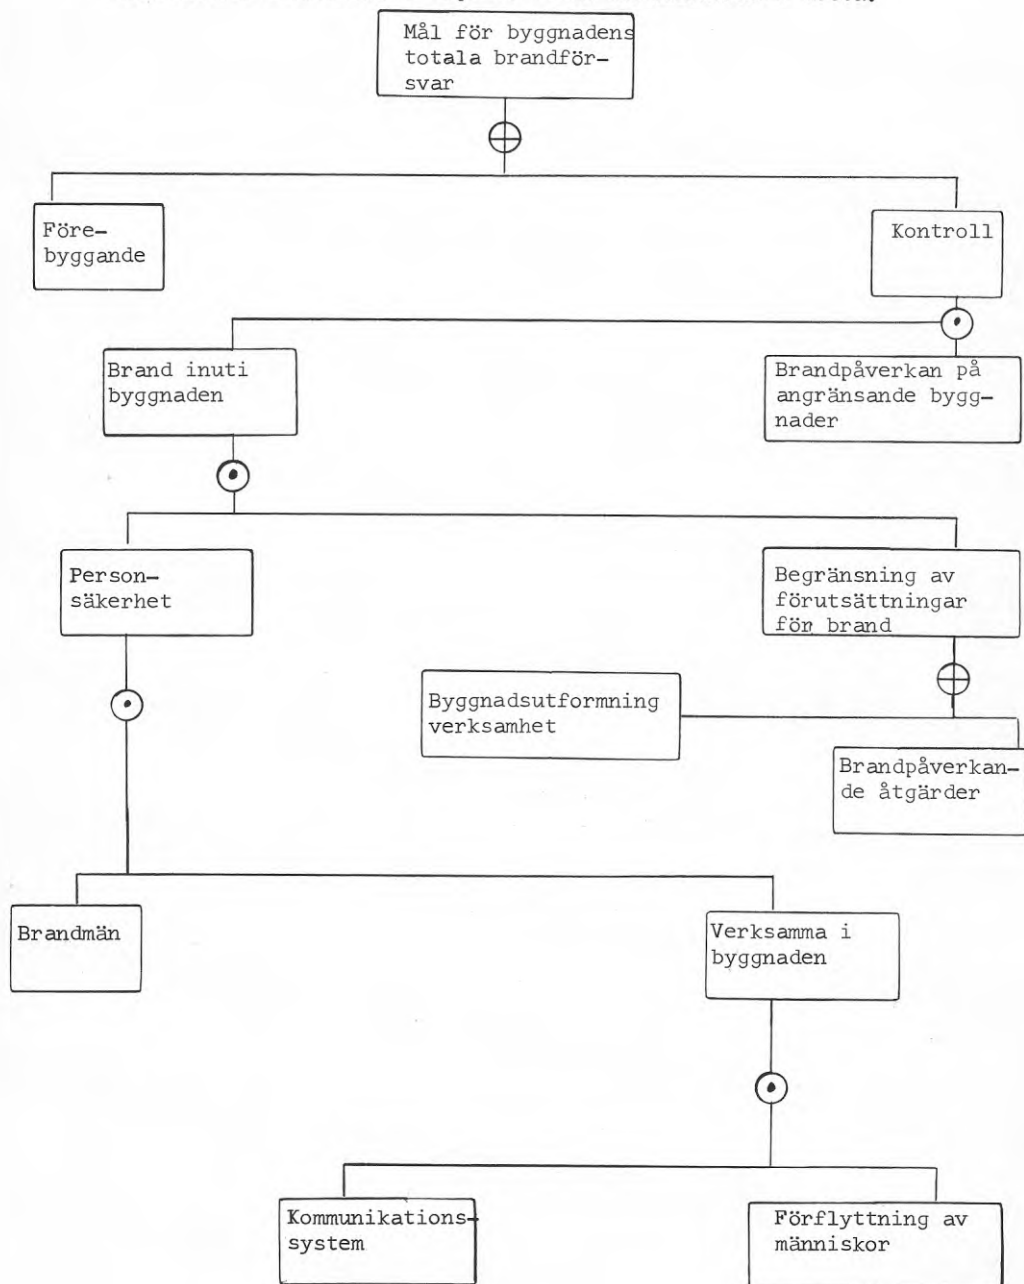 Mål för byggnadens
totala brandför-
svar
Före-
byggande
Kontroll
Brand inuti
byggnaden
Brandpåverkan på
angränsande bygg-
nader
Person-
säkerhet
Begränsning av
förutsättningar
för brand
Byggnadsutformning
verksamhet
Brandpåverkan-
de åtgärder
Brandmän
Verksamma i
byggnaden
Kommunikations-
system
Förflyttning av
människor